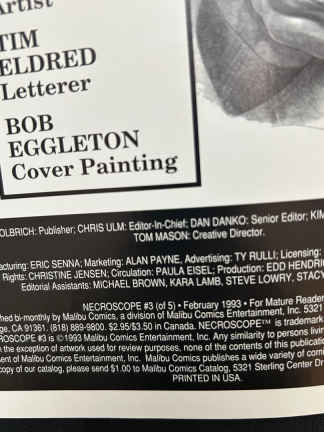 Artist
TIM
ELDRED
Letterer
BOB
EGGLETON
Cover Painting
OLBRICH: Publisher; CHRIS ULM: Editor-In-Chief; DAN DANKO: Senior Editor; KIM
TOM MASON: Creative Director.
acturing: ERIC SENNA; Marketing: ALAN PAYNE, Advertising: TY RULLI; Licensing:
Rights: CHRISTINE JENSEN; Circulation: PAULA EISEL; Production: EDD HENDRI
Editorial Assistants: MICHAEL BROWN, KARA LAMB, STEVE LOWRY, STACY
NECROSCOPE #3 (of 5) • February 1993 • For Mature Reader
shed bi-monthly by Malibu Comics, a division of Malibu Comics Entertainment, Inc. 5321
ge, CA 91361. (818) 889-9800. $2.95/$3.50 in Canada. NECROSCOPE™ is trademark
ROSCOPE #3 is ©1993 Malibu Comics Entertainment, Inc. Any similarity to persons livin
h the exception of artwork used for review purposes, none of the contents of this publicatio
ent of Malibu Comics Entertainment, Inc. Malibu Comics publishes a wide variety of com
copy of our catalog, please send $1.00 to Malibu Comics Catalog, 5321 Sterling Center Dr
PRINTED IN USA.